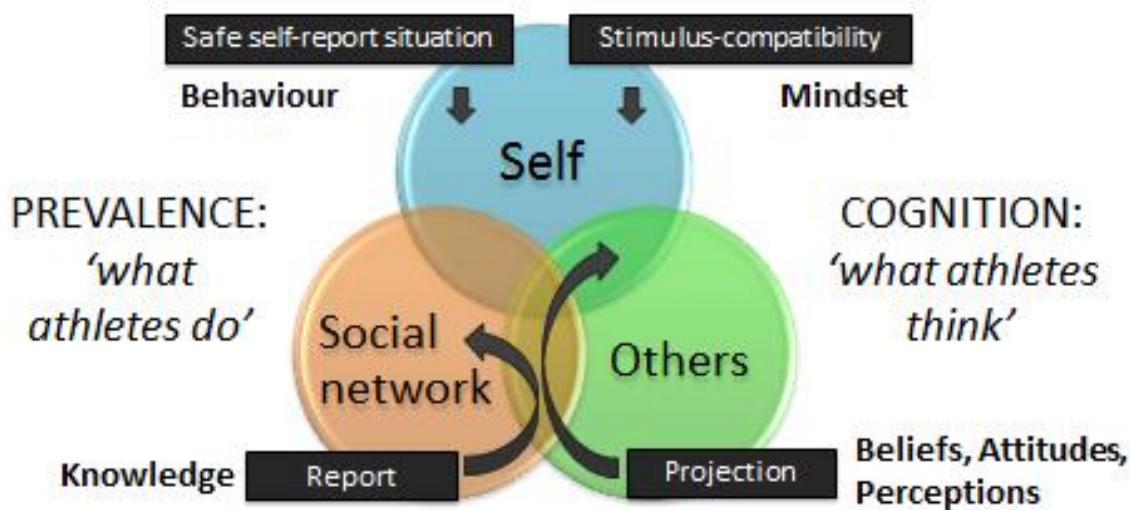 Safe self-report situation
Stimulus-compatibility
Behaviour
Mindset
Self
PREVALENCE:
‘what
athletes do’
COGNITION:
‘what athletes
think’
Social
network
Others
Knowledge
Report
Projection
Beliefs, Attitudes,
Perceptions